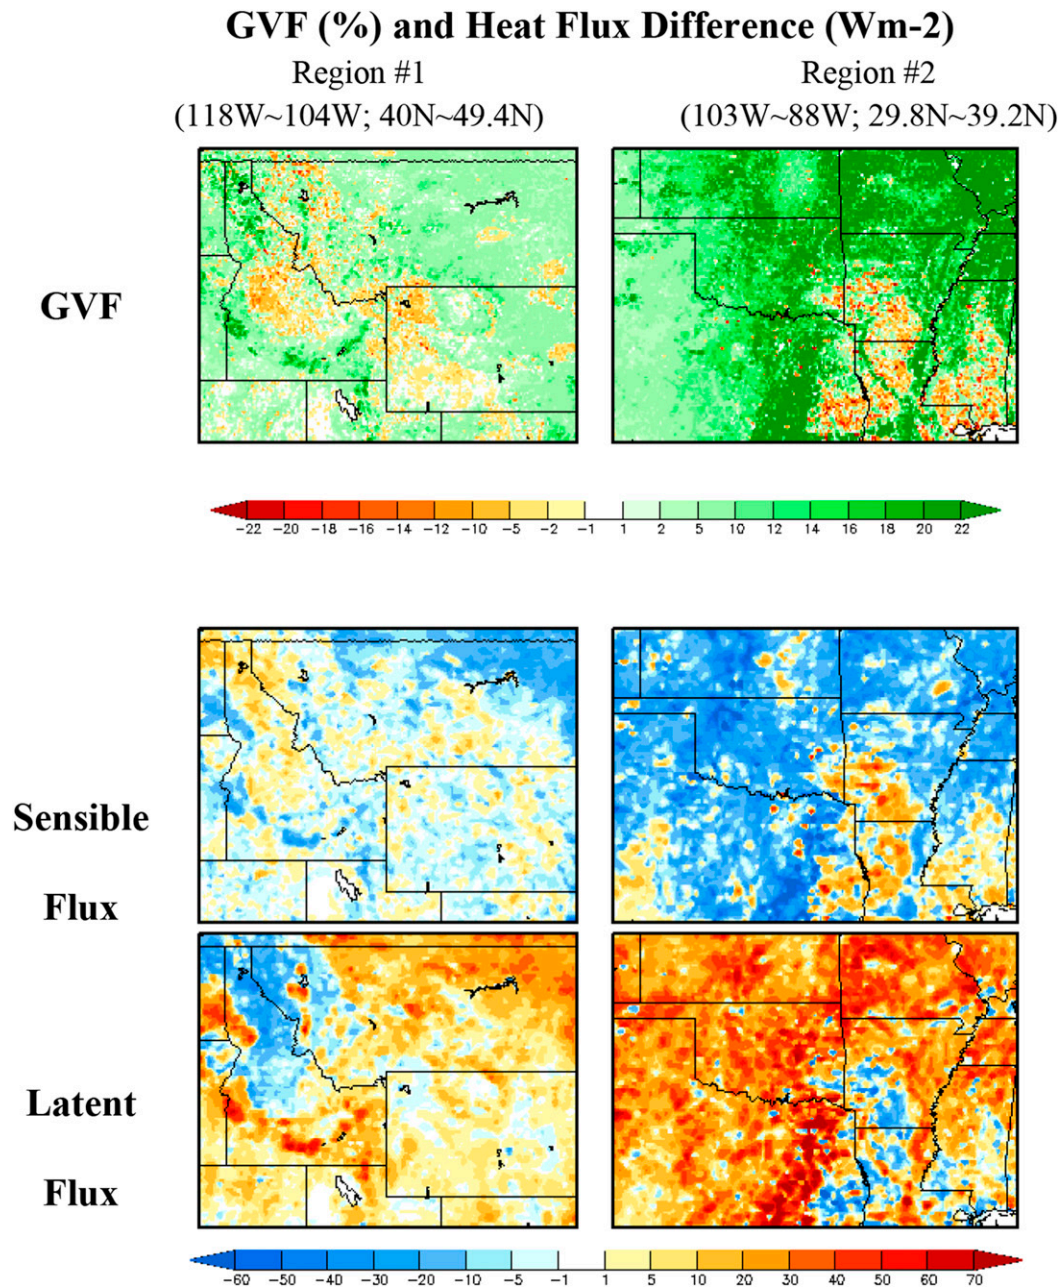 GVF (%) and Heat Flux Difference (Wm-2)
Region #1 Region #2
(118W~104W; 40N~49.4N) (103W~88W; 29.8N~39.2N)
GVF
−22 −20 −18 −16 −14 −12 −10 −5 −2 −1 1 2 5 10 12 14 16 18 20 22
Sensible
Flux
Latent
Flux
−60 −50 −40 −30 −20 −10 −5 −1 1 5 10 20 30 40 50 60 70